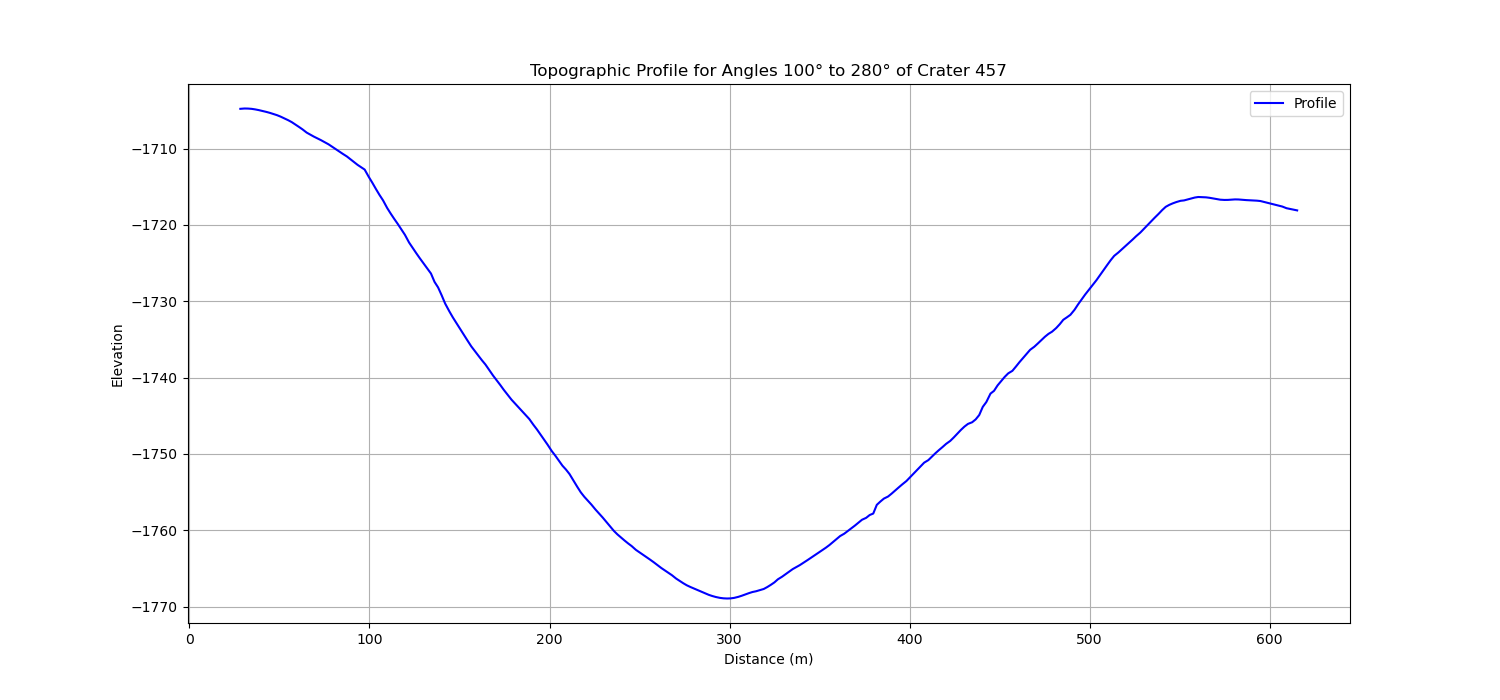 Topographic Profile for Angles 100° to 280° of Crater 457
Profile
−1710
−1720
−1730
−1740
−1750
−1760
−1770
Elevation
0 100 200 300 400 500 600
Distance (m)